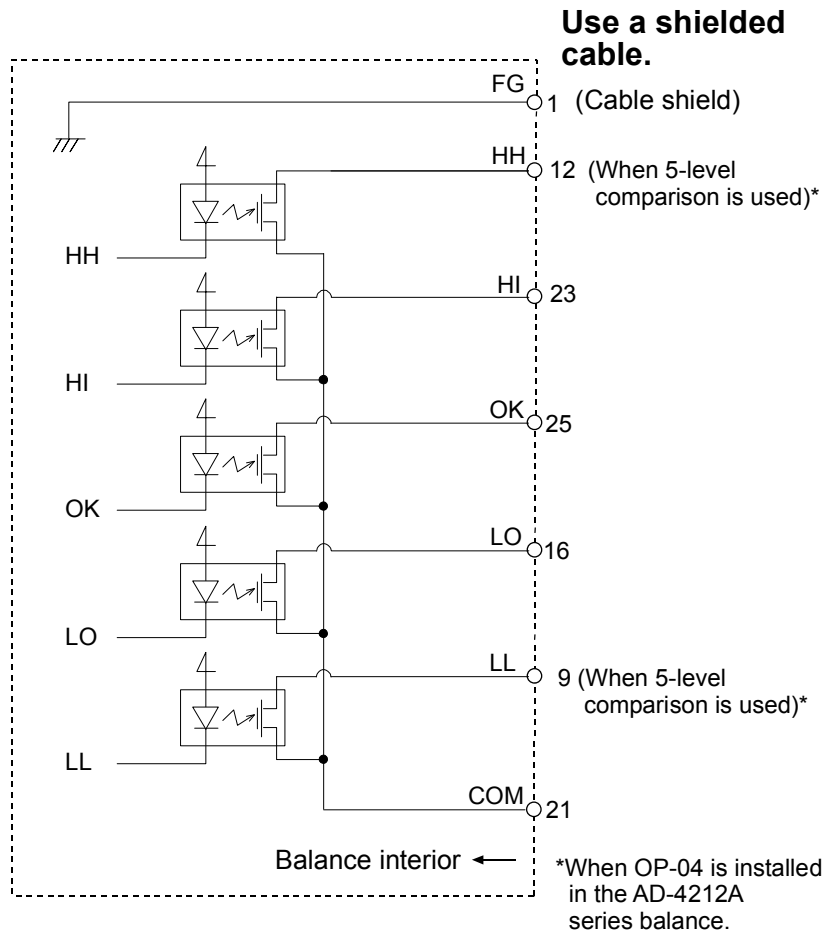 Use a shielded
cable.
FG
1 (Cable shield)
HH
12 (When 5-level
comparison is used)*
HH
HI
23
HI
OK
25
OK
LO
16
LO
LL
9 (When 5-level
comparison is used)*
LL
COM
21
Balance interior
*When OP-04 is installed
in the AD-4212A
series balance.